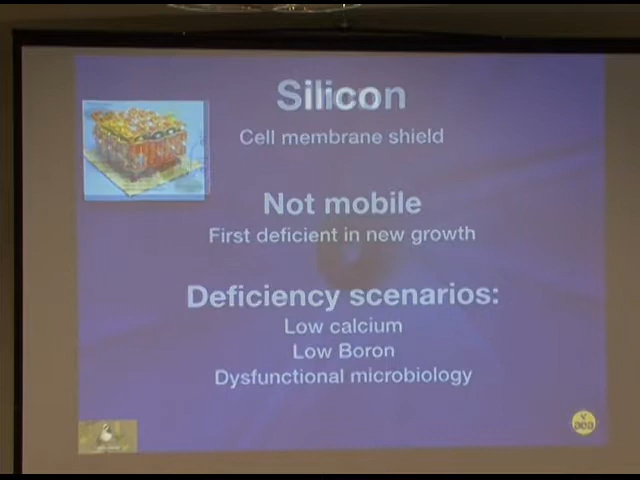 Silicon
Cell membrane shield
Not mobile
First deficient in new growth
Deficiency scenarios:
Low calcium
Low Boron
Dysfunctional microbiology
aea